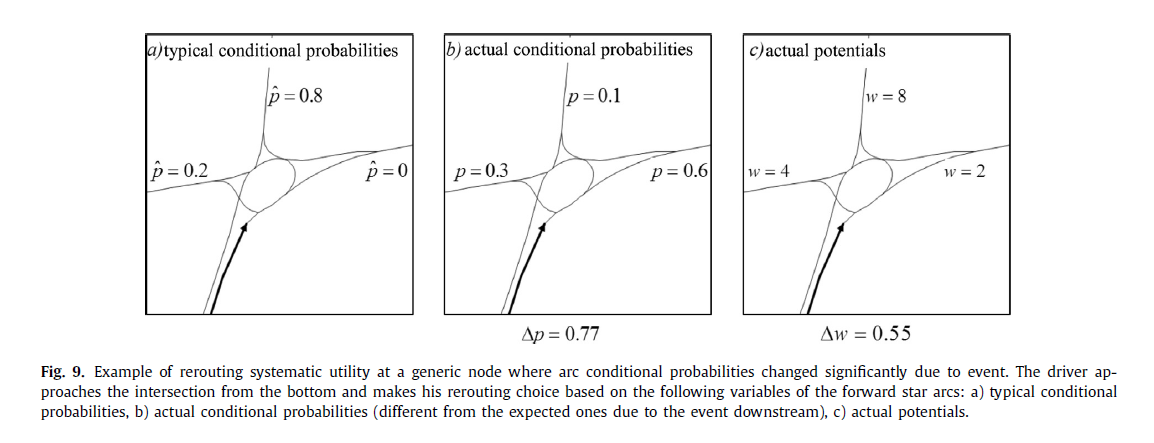 a)typical conditional probabilities
p̂ = 0.8
p̂ = 0.2
p̂ = 0
b) actual conditional probabilities
p = 0.1
p = 0.3
p = 0.6
Δp = 0.77
c)actual potentials
w = 8
w = 4
w = 2
Δw = 0.55
Fig. 9. Example of rerouting systematic utility at a generic node where arc conditional probabilities changed significantly due to event. The driver ap-
proaches the intersection from the bottom and makes his rerouting choice based on the following variables of the forward star arcs: a) typical conditional
probabilities, b) actual conditional probabilities (different from the expected ones due to the event downstream), c) actual potentials.